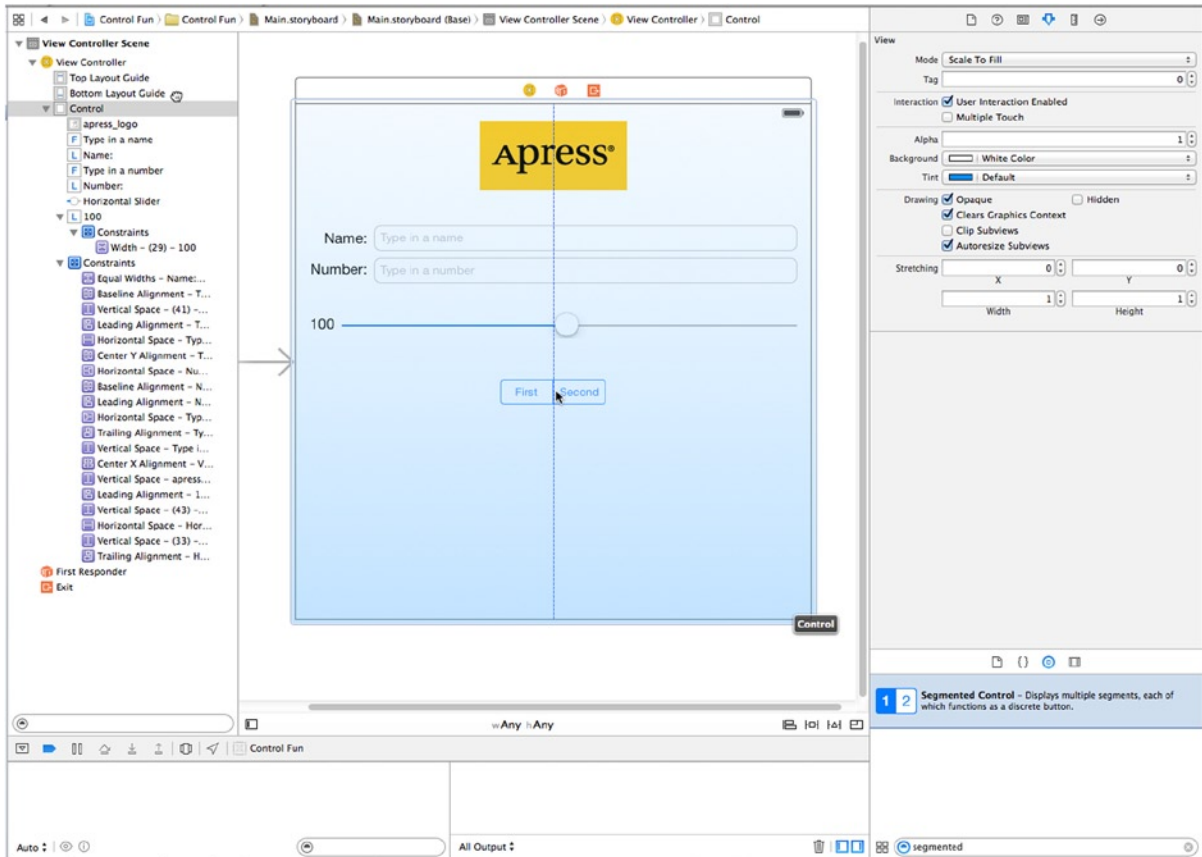 Control Fun
Control Fun
Main.storyboard
Main.storyboard (Base)
View Controller Scene
View Controller
Control
View Controller Scene
View Controller
Top Layout Guide
Bottom Layout Guide
Control
apress_logo
F Type in a name
L Name:
F Type in a number
L Number:
Horizontal Slider
L 100
Constraints
Width – (29) – 100
Constraints
Equal Widths – Name:...
Baseline Alignment – T...
Vertical Space – (41) –...
Leading Alignment – T...
Horizontal Space – Typ...
Center Y Alignment – T...
Horizontal Space – Nu...
Baseline Alignment – N...
Leading Alignment – N...
Horizontal Space – Typ...
Trailing Alignment – Ty...
Vertical Space – Type i...
Center X Alignment – V...
Vertical Space – apress...
Leading Alignment – 1...
Vertical Space – (43) –...
Horizontal Space – Hor...
Vertical Space – (33) –...
Trailing Alignment – H...
First Responder
Exit
Apress®
Name: Type in a name
Number: Type in a number
100
First Second
Control
wAny hAny
View
Mode Scale To Fill
Tag 0
Interaction User Interaction Enabled
Multiple Touch
Alpha 1
Background White Color
Tint Default
Drawing Opaque Hidden
Clears Graphics Context
Clip Subviews
Autoresize Subviews
Stretching 0 0
X Y
1 1
Width Height
{}
1 2 Segmented Control – Displays multiple segments, each of
which functions as a discrete button.
Control Fun
Auto
All Output
segmented